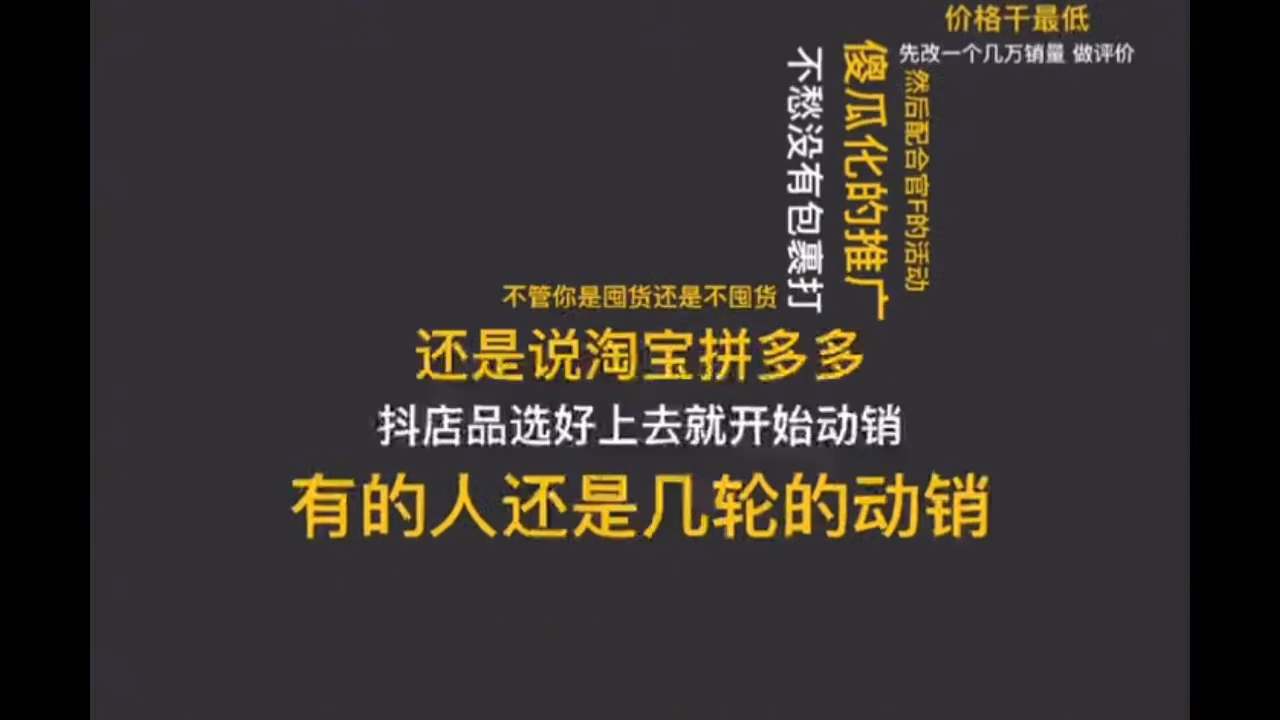 价格干最低
先改一个几万销量 做评价
然后配合官F的活动
傻瓜化的推广
不愁没有包裹打
不管你是囤货还是不囤货
还是说淘宝拼多多
抖店品选好上去就开始动销
有的人还是几轮的动销